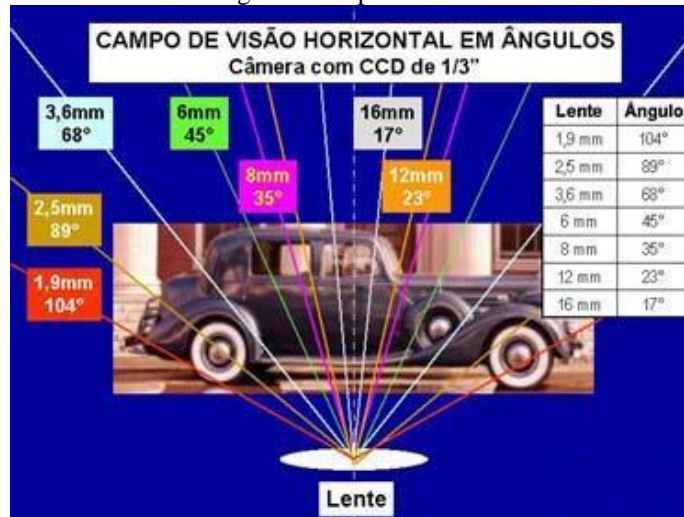 CAMPO DE VISÃO HORIZONTAL EM ÂNGULOS
Câmera com CCD de 1/3"
3,6mm
68°
6mm
45°
16mm
17°
8mm
35°
12mm
23°
2,5mm
89°
1,9mm
104°
Lente Ângulo
1,9 mm 104°
2,5 mm 89°
3,6 mm 68°
6 mm 45°
8 mm 35°
12 mm 23°
16 mm 17°
Lente